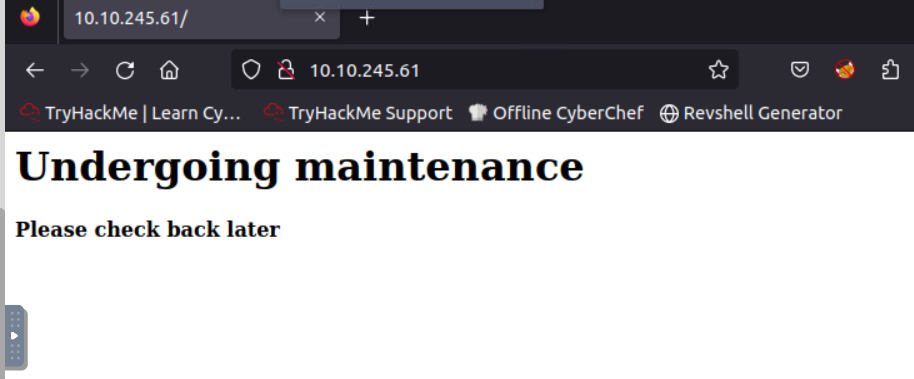 10.10.245.61/
10.10.245.61
TryHackMe | Learn Cy... TryHackMe Support Offline CyberChef Revshell Generator
Undergoing maintenance
Please check back later